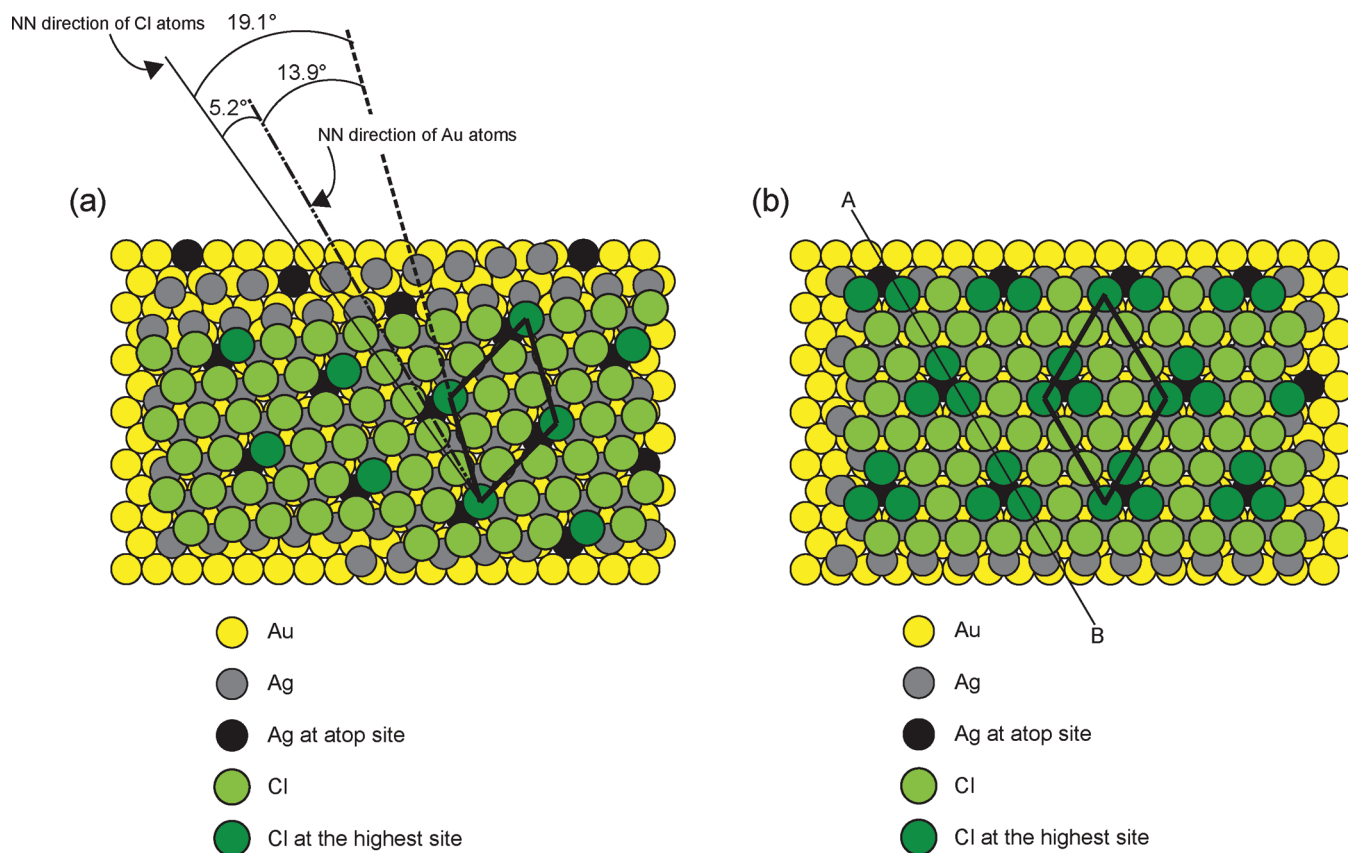 NN direction of Cl atoms
19.1°
13.9°
5.2°
NN direction of Au atoms
(a)
(b)
A
B
Au
Ag
Ag at atop site
Cl
Cl at the highest site
Au
Ag
Ag at atop site
Cl
Cl at the highest site